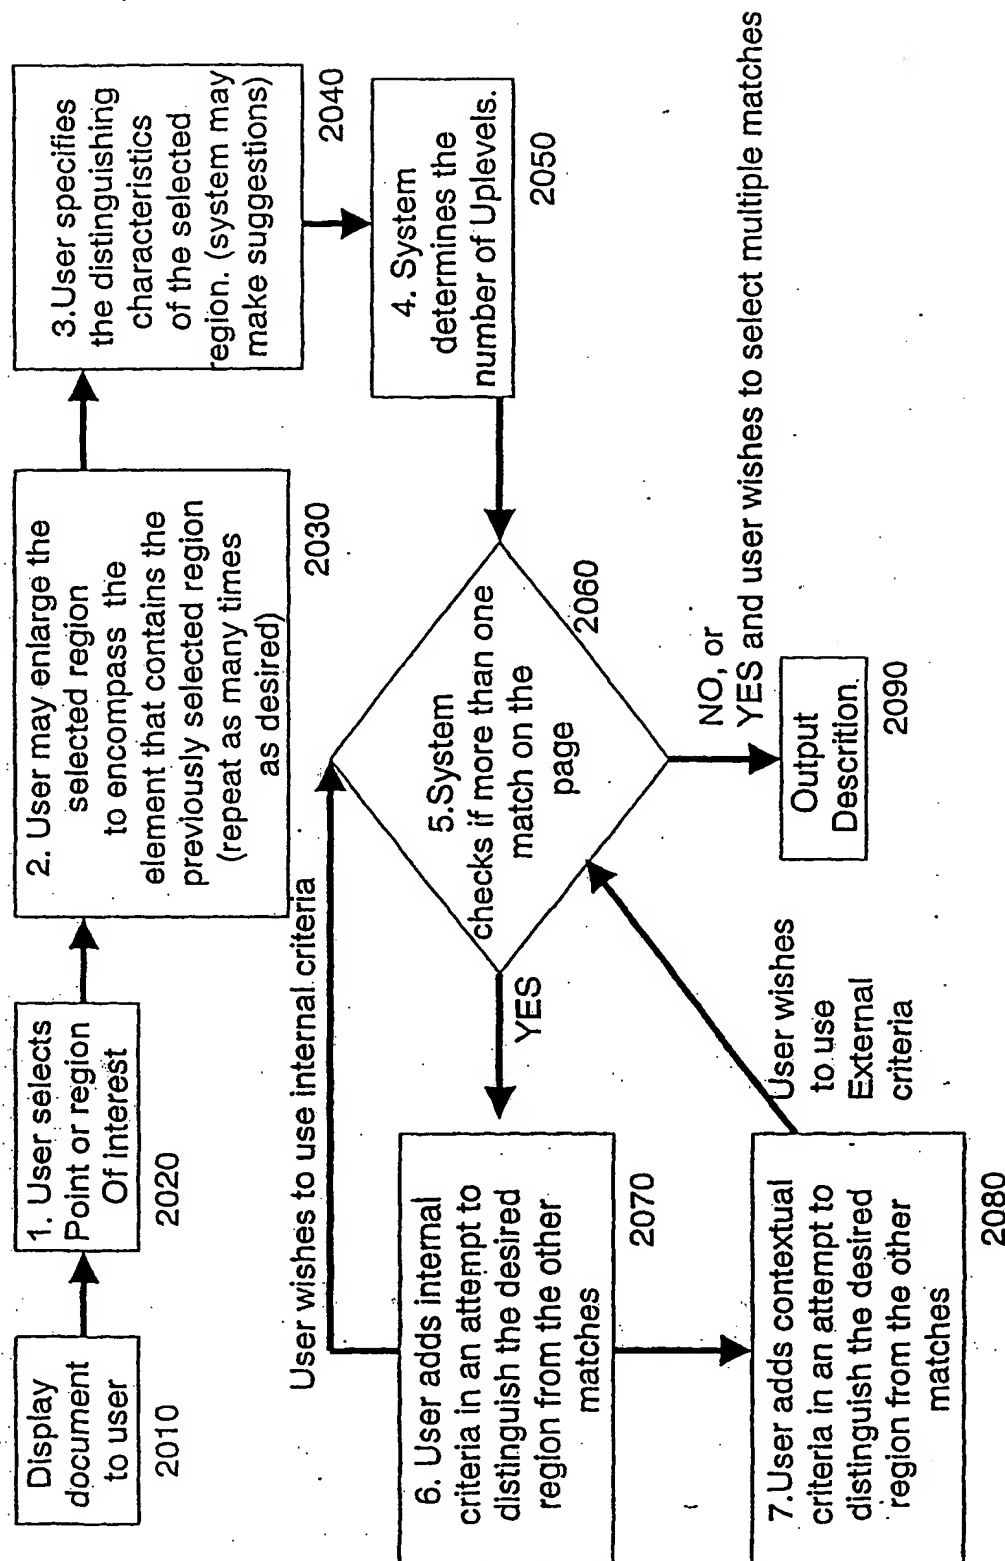 Display
document
to user
2010
1. User selects
Point or region
Of interest
2020
2. User may enlarge the
selected region
to encompass the
element that contains the
previously selected region
(repeat as many times
as desired)
2030
3.User specifies
the distinguishing
characteristics
of the selected
region. (system may
make suggestions)
2040
4. System
determines the
number of Uplevels.
2050
5.System
checks if more than one
match on the
page
2060
User wishes to use internal criteria
YES
6. User adds internal
criteria in an attempt to
distinguish the desired
region from the other
matches
2070
7.User adds contextual
criteria in an attempt to
distinguish the desired
region from the other
matches
2080
User wishes
to use
External
criteria
NO, or
YES and user wishes to select multiple matches
Output
Descrition.
2090